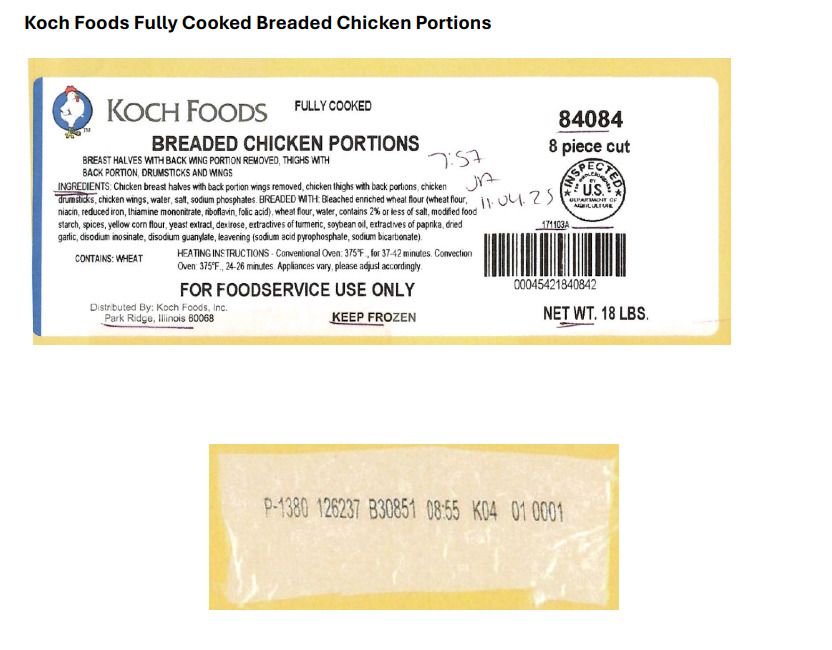 Koch Foods Fully Cooked Breaded Chicken Portions
KOCH FOODS
TM
FULLY COOKED
84084
8 piece cut
BREADED CHICKEN PORTIONS
BREAST HALVES WITH BACK WING PORTION REMOVED, THIGHS WITH
BACK PORTION, DRUMSTICKS AND WINGS
7:57
JA
11.04.25
INGREDIENTS: Chicken breast halves with back portion wings removed, chicken thighs with back portions, chicken
drumsticks, chicken wings, water, salt, sodium phosphates. BREADED WITH: Bleached enriched wheat flour (wheat flour,
niacin, reduced iron, thiamine mononitrate, riboflavin, folic acid), wheat flour, water, contains 2% or less of salt, modified food
starch, spices, yellow corn flour, yeast extract, dextrose, extractives of turmeric, soybean oil, extractives of paprika, dried
garlic, disodium inosinate, disodium guanylate, leavening (sodium acid pyrophosphate, sodium bicarbonate).
INSPECTED
U.S.
DEPARTMENT OF
AGRICULTURE
171103A
CONTAINS: WHEAT
HEATING INSTRUCTIONS - Conventional Oven: 375°F., for 37-42 minutes. Convection
Oven: 375°F., 24-26 minutes. Appliances vary, please adjust accordingly.
00045421840842
FOR FOODSERVICE USE ONLY
Distributed By: Koch Foods, Inc.
Park Ridge, Illinois 60068
KEEP FROZEN
NET WT. 18 LBS.
P-1380 126237 B30851 08:55 K04 01 0001